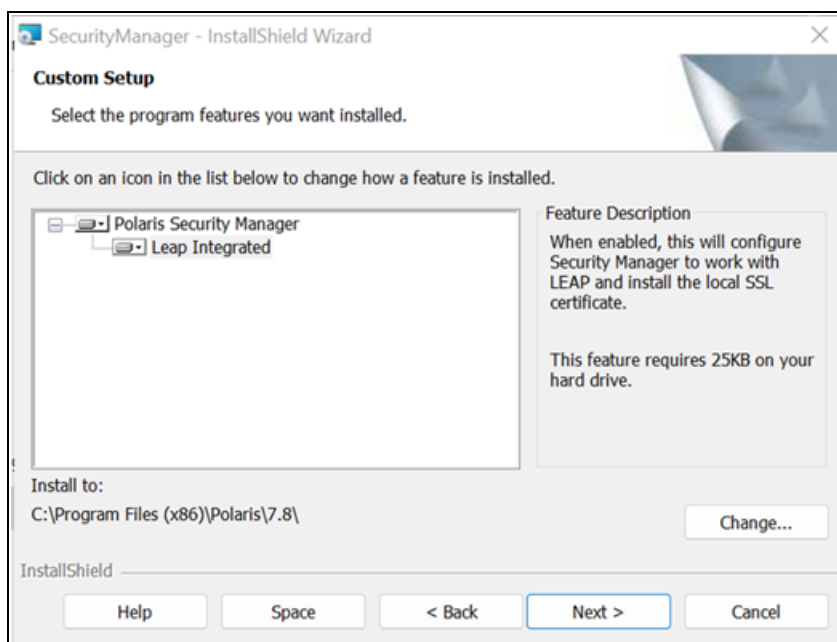 SecurityManager - InstallShield Wizard
Custom Setup
Select the program features you want installed.
Click on an icon in the list below to change how a feature is installed.
Polaris Security Manager
Leap Integrated
Feature Description
When enabled, this will configure
Security Manager to work with
LEAP and install the local SSL
certificate.
This feature requires 25KB on your
hard drive.
Install to:
C:\Program Files (x86)\Polaris\7.8\
Change...
InstallShield
Help
Space
< Back
Next >
Cancel